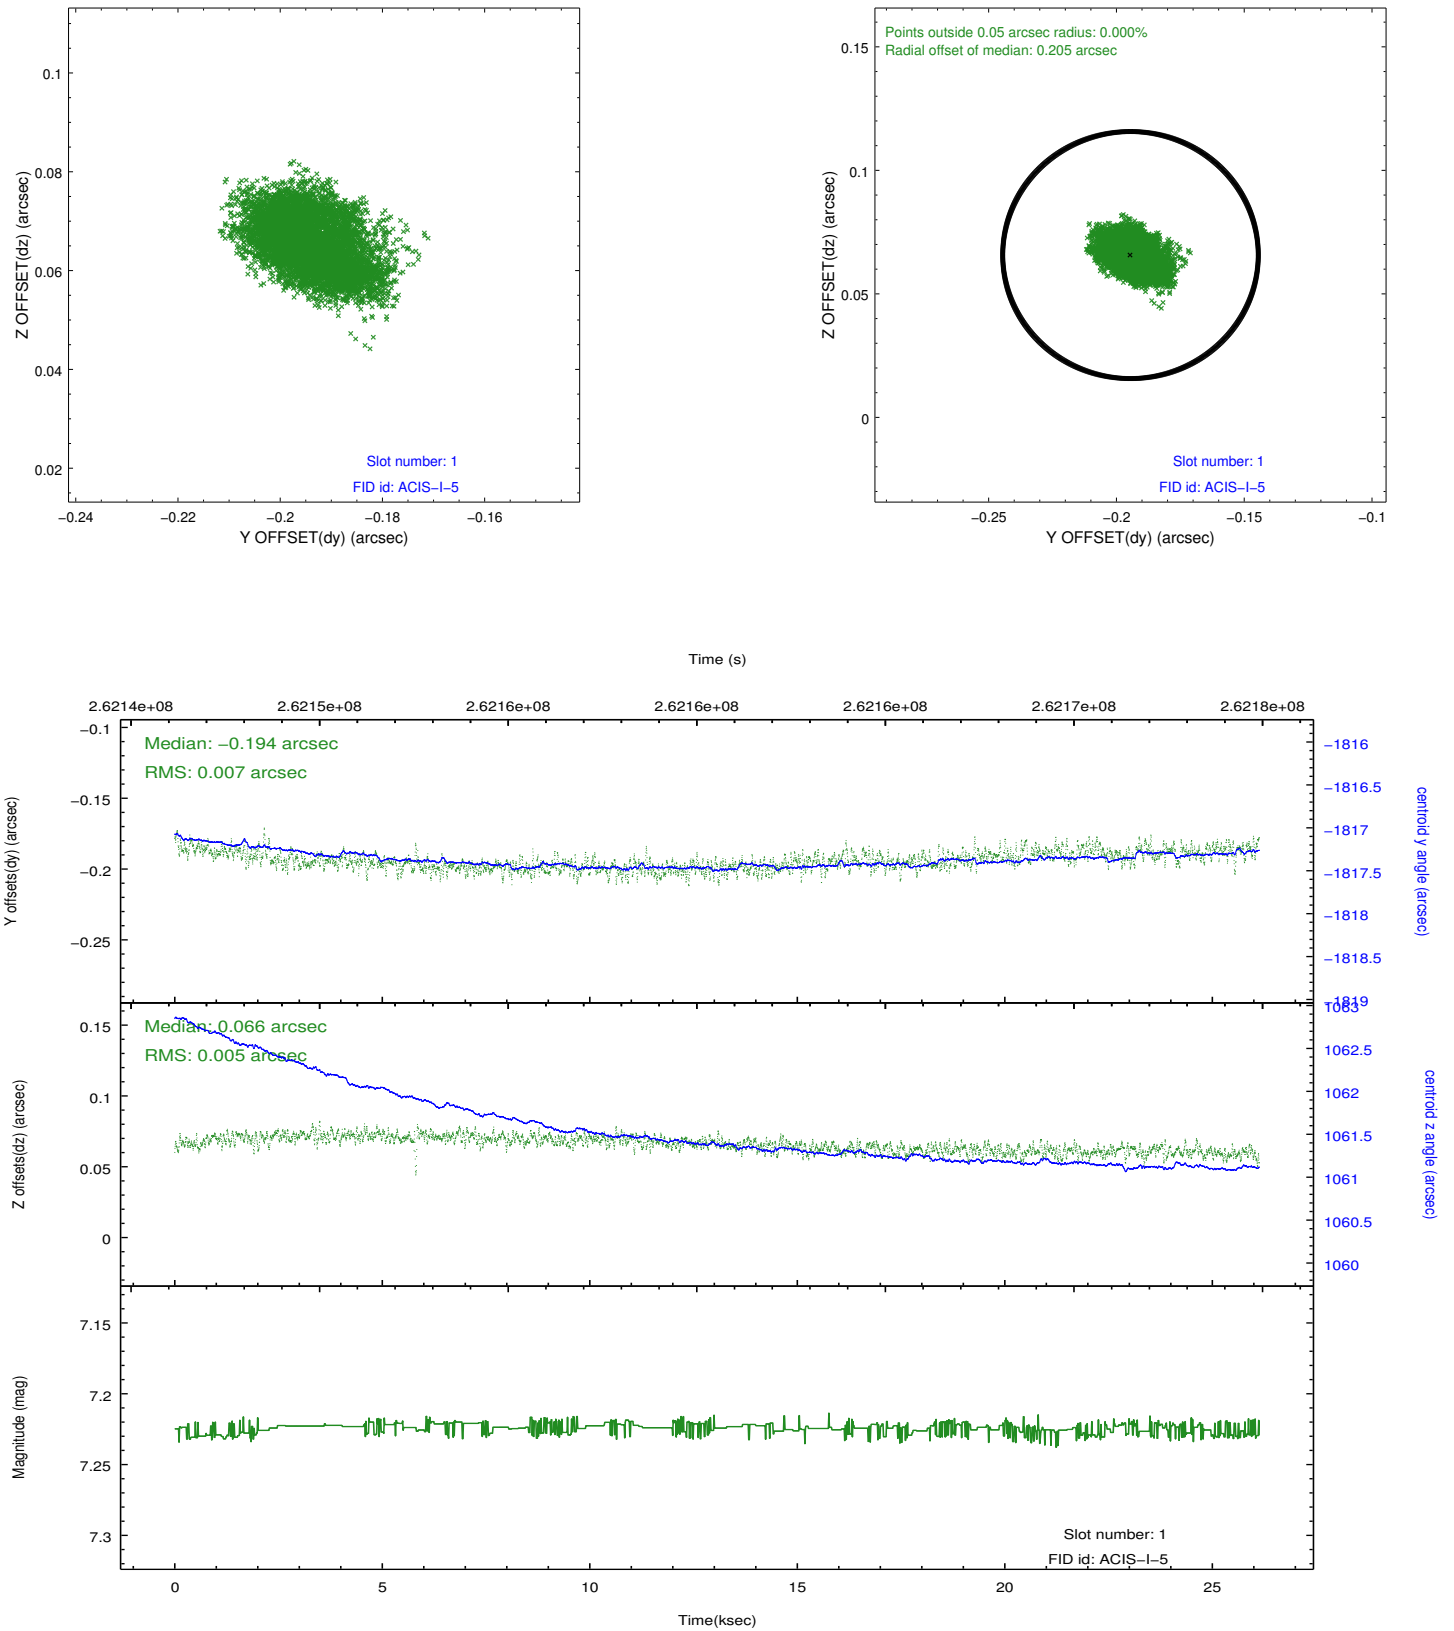 0.1
0.08
0.06
0.04
0.02
Z OFFSET(dz) (arcsec)
Slot number: 1
FID id: ACIS−I−5
−0.24 −0.22 −0.2 −0.18 −0.16
Y OFFSET(dy) (arcsec)
Points outside 0.05 arcsec radius: 0.000%
Radial offset of median: 0.205 arcsec
0.15
0.1
0.05
0
Z OFFSET(dz) (arcsec)
Slot number: 1
FID id: ACIS−I−5
−0.25 −0.2 −0.15 −0.1
Y OFFSET(dy) (arcsec)
Time (s)
2.6214e+08 2.6215e+08 2.6216e+08 2.6216e+08 2.6216e+08 2.6217e+08 2.6218e+08
Median: −0.194 arcsec
RMS: 0.007 arcsec
−0.1
−0.15
−0.2
−0.25
Y offsets(dy) (arcsec)
−1816
−1816.5
−1817
−1817.5
−1818
−1818.5
−1819
centroid y angle (arcsec)
Median: 0.066 arcsec
RMS: 0.005 arcsec
0.15
0.1
0.05
0
Z offsets(dz) (arcsec)
1063
1062.5
1062
1061.5
1061
1060.5
1060
centroid z angle (arcsec)
7.15
7.2
7.25
7.3
Magnitude (mag)
Slot number: 1
FID id: ACIS−I−5
0 5 10 15 20 25
Time(ksec)